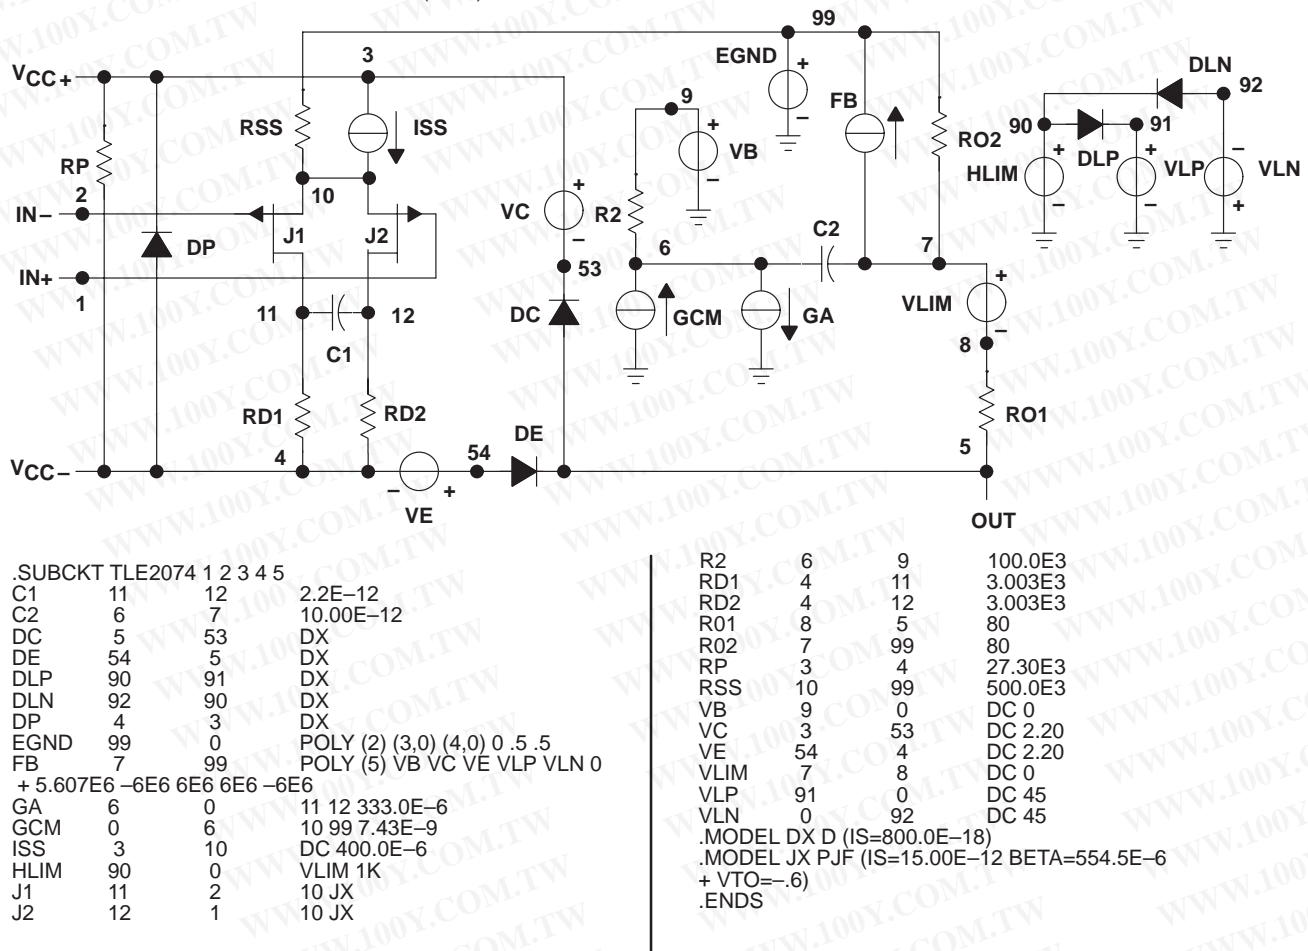 99
3
VCC+
EGND
+
–
DLN
92
9
FB
RSS
ISS
+
VB
–
RO2
90
91
–
+
+
DLP
HLIM
VLP
VLN
–
–
+
RP
2
10
IN–
+
VC
–
R2
C2
J1
J2
DP
6
7
IN+
1
53
+
VLIM
–
11
12
DC
GCM
GA
C1
8
RD1
RD2
RO1
DE
4
54
5
VCC–
–
+
VE
OUT
.SUBCKT TLE2074 1 2 3 4 5
C1 11 12 2.2E–12
C2 6 7 10.00E–12
DC 5 53 DX
DE 54 5 DX
DLP 90 91 DX
DLN 92 90 DX
DP 4 3 DX
EGND 99 0 POLY (2) (3,0) (4,0) 0 .5 .5
FB 7 99 POLY (5) VB VC VE VLP VLN 0
+ 5.607E6 –6E6 6E6 6E6 –6E6
GA 6 0 11 12 333.0E–6
GCM 0 6 10 99 7.43E–9
ISS 3 10 DC 400.0E–6
HLIM 90 0 VLIM 1K
J1 11 2 10 JX
J2 12 1 10 JX
R2 6 9 100.0E3
RD1 4 11 3.003E3
RD2 4 12 3.003E3
R01 8 5 80
R02 7 99 80
RP 3 4 27.30E3
RSS 10 99 500.0E3
VB 9 0 DC 0
VC 3 53 DC 2.20
VE 54 4 DC 2.20
VLIM 7 8 DC 0
VLP 91 0 DC 45
VLN 0 92 DC 45
.MODEL DX D (IS=800.0E–18)
.MODEL JX PJF (IS=15.00E–12 BETA=554.5E–6
+ VTO=–.6)
.ENDS
WWW.100Y.COM.TW